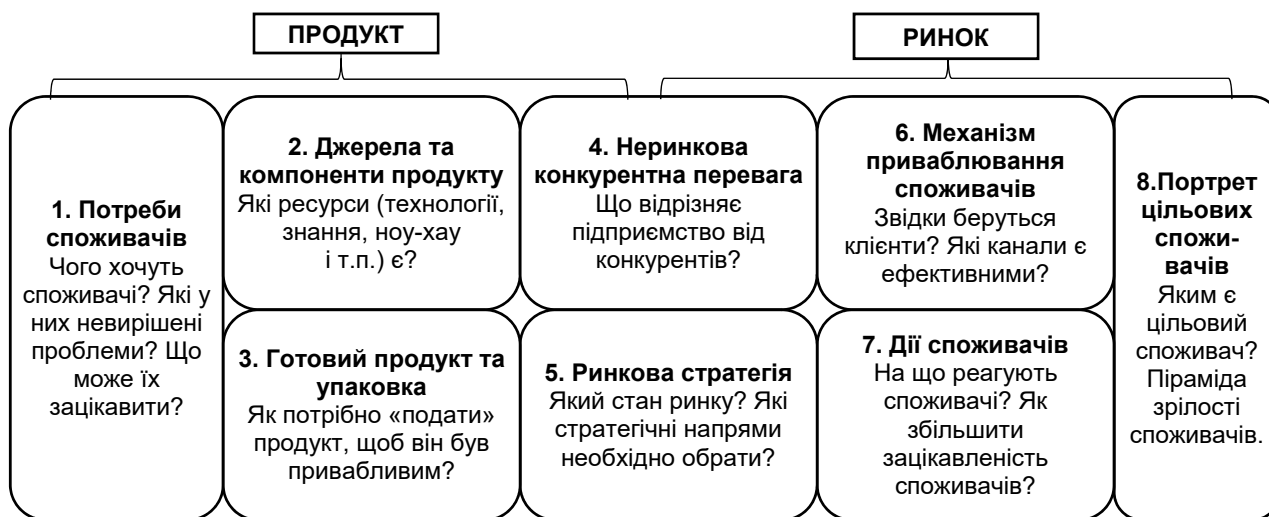 ПРОДУКТ
РИНОК
1. Потреби
споживачів
Чого хочуть
споживачі? Які у
них невирішені
проблеми? Що
може їх
зацікавити?
2. Джерела та
компоненти продукту
Які ресурси (технології,
знання, ноу-хау
і т.п.) є?
3. Готовий продукт та
упаковка
Як потрібно «подати»
продукт, щоб він був
привабливим?
4. Неринкова
конкурентна перевага
Що відрізняє
підприємство від
конкурентів?
5. Ринкова стратегія
Який стан ринку? Які
стратегічні напрями
необхідно обрати?
6. Механізм
приваблювання
споживачів
Звідки беруться
клієнти? Які канали є
ефективними?
7. Дії споживачів
На що реагують
споживачі? Як
збільшити
зацікавленість
споживачів?
8.Портрет
цільових
спожи-
вачів
Яким є
цільовий
споживач?
Піраміда
зрілості
споживачів.